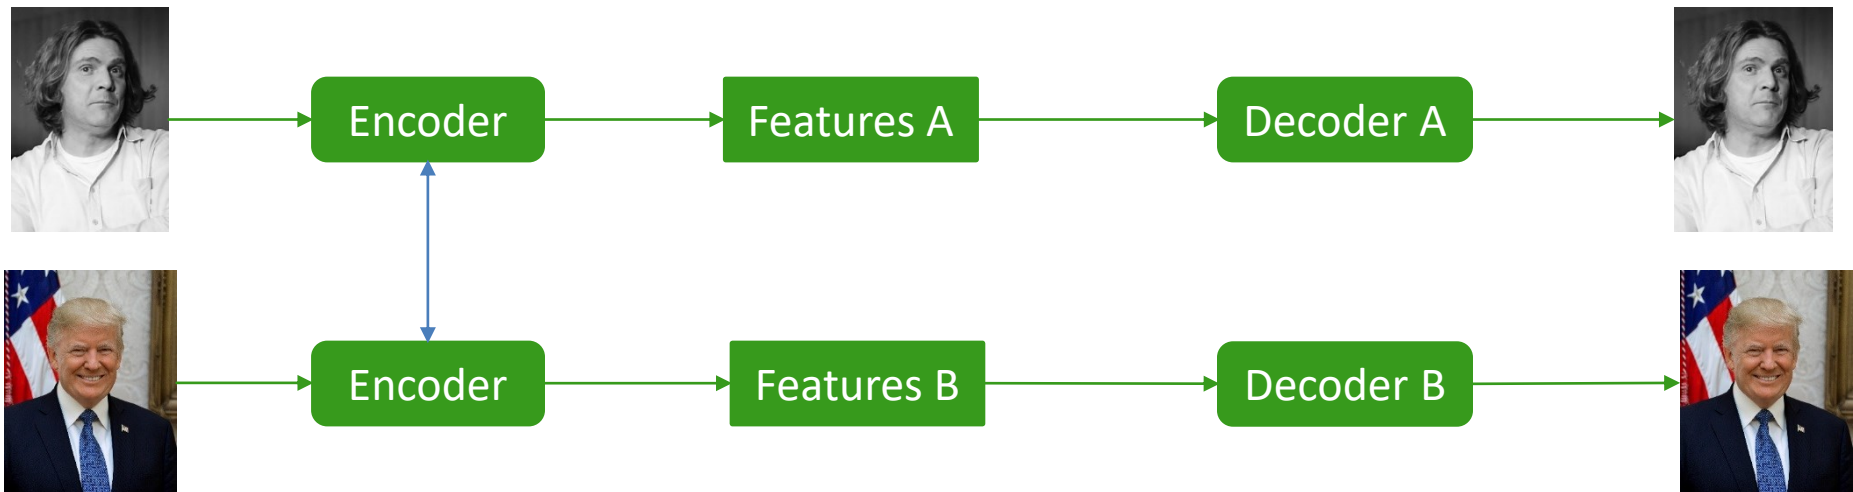 Encoder
Features A
Decoder A
Encoder
Features B
Decoder B